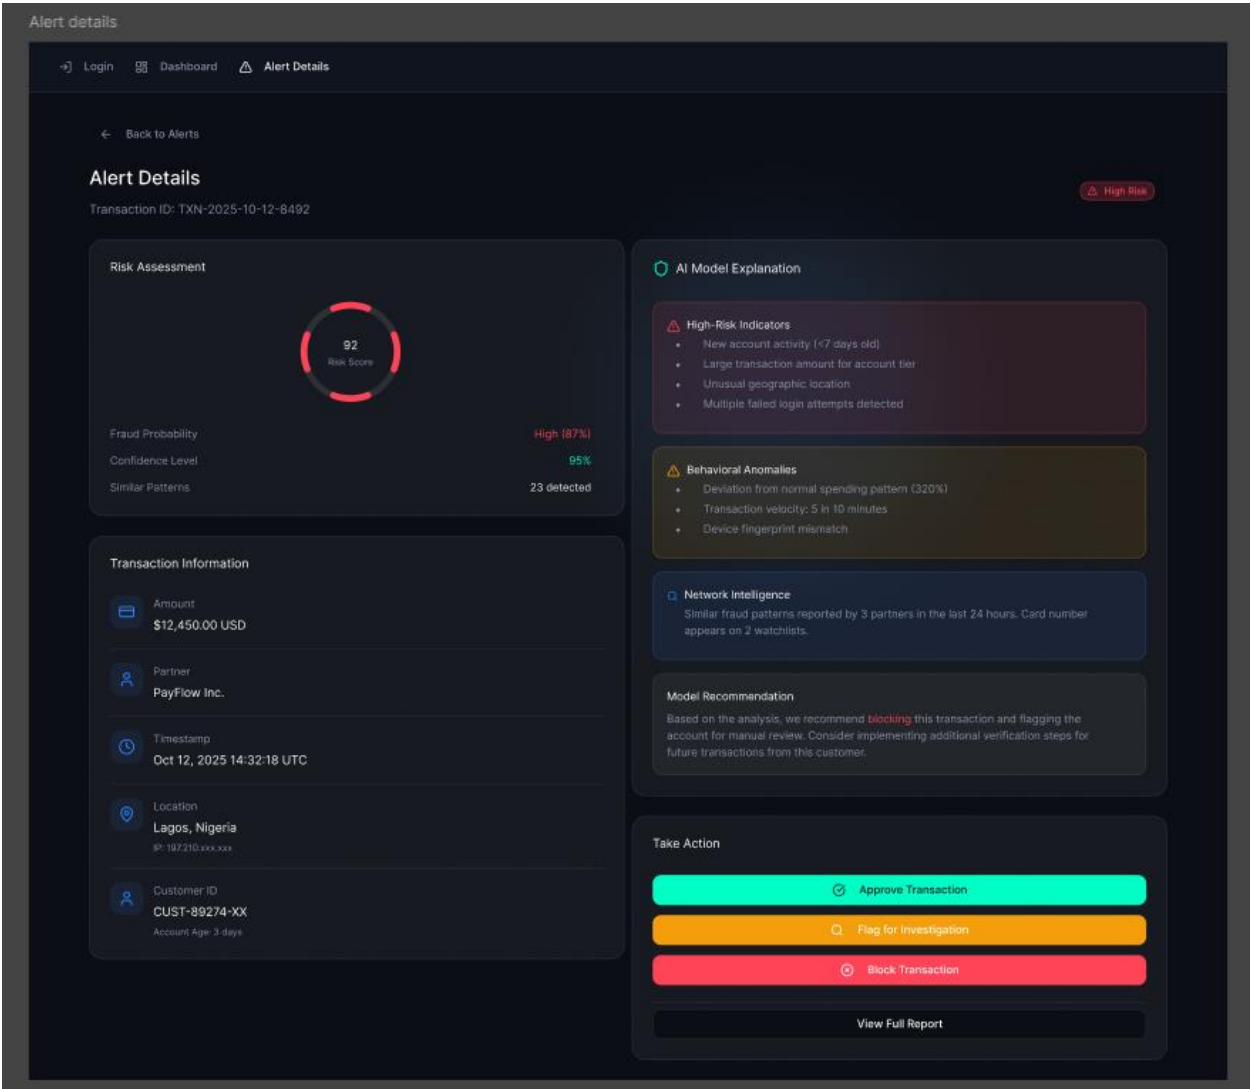 Alert details
Login
Dashboard
Alert Details
Back to Alerts
Alert Details
Transaction ID: TXN-2025-10-12-8492
High Risk
Risk Assessment
92
Risk Score
Fraud Probability
High (87%)
Confidence Level
95%
Similar Patterns
23 detected
Transaction Information
Amount
$12,450.00 USD
Partner
PayFlow Inc.
Timestamp
Oct 12, 2025 14:32:18 UTC
Location
Lagos, Nigeria
IP: 197.210.xxx.xxx
Customer ID
CUST-89274-XX
Account Age: 3 days
AI Model Explanation
High-Risk Indicators
• New account activity (<7 days old)
• Large transaction amount for account tier
• Unusual geographic location
• Multiple failed login attempts detected
Behavioral Anomalies
• Deviation from normal spending pattern (320%)
• Transaction velocity: 5 in 10 minutes
• Device fingerprint mismatch
Network Intelligence
Similar fraud patterns reported by 3 partners in the last 24 hours. Card number
appears on 2 watchlists.
Model Recommendation
Based on the analysis, we recommend blocking this transaction and flagging the
account for manual review. Consider implementing additional verification steps for
future transactions from this customer.
Take Action
Approve Transaction
Flag for Investigation
Block Transaction
View Full Report